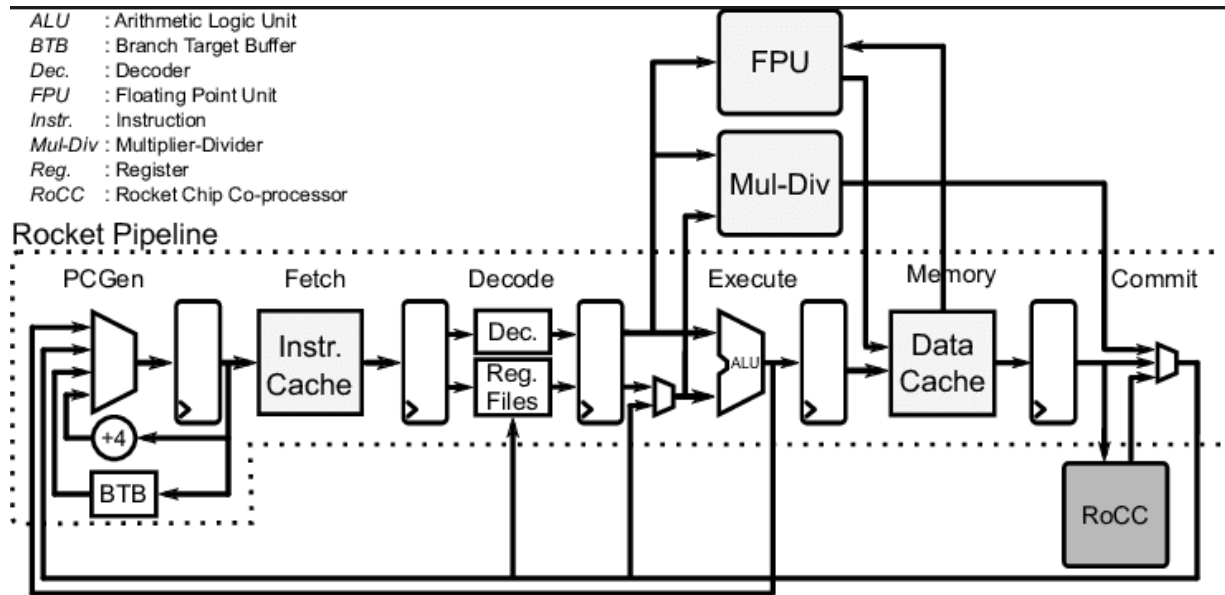 ALU : Arithmetic Logic Unit
BTB : Branch Target Buffer
Dec. : Decoder
FPU : Floating Point Unit
Instr. : Instruction
Mul-Div : Multiplier-Divider
Reg. : Register
RoCC : Rocket Chip Co-processor
FPU
Mul-Div
Rocket Pipeline
PCGen
Fetch
Decode
Execute
Memory
Commit
Instr.
Cache
Dec.
Reg.
Files
ALU
Data
Cache
+4
BTB
RoCC